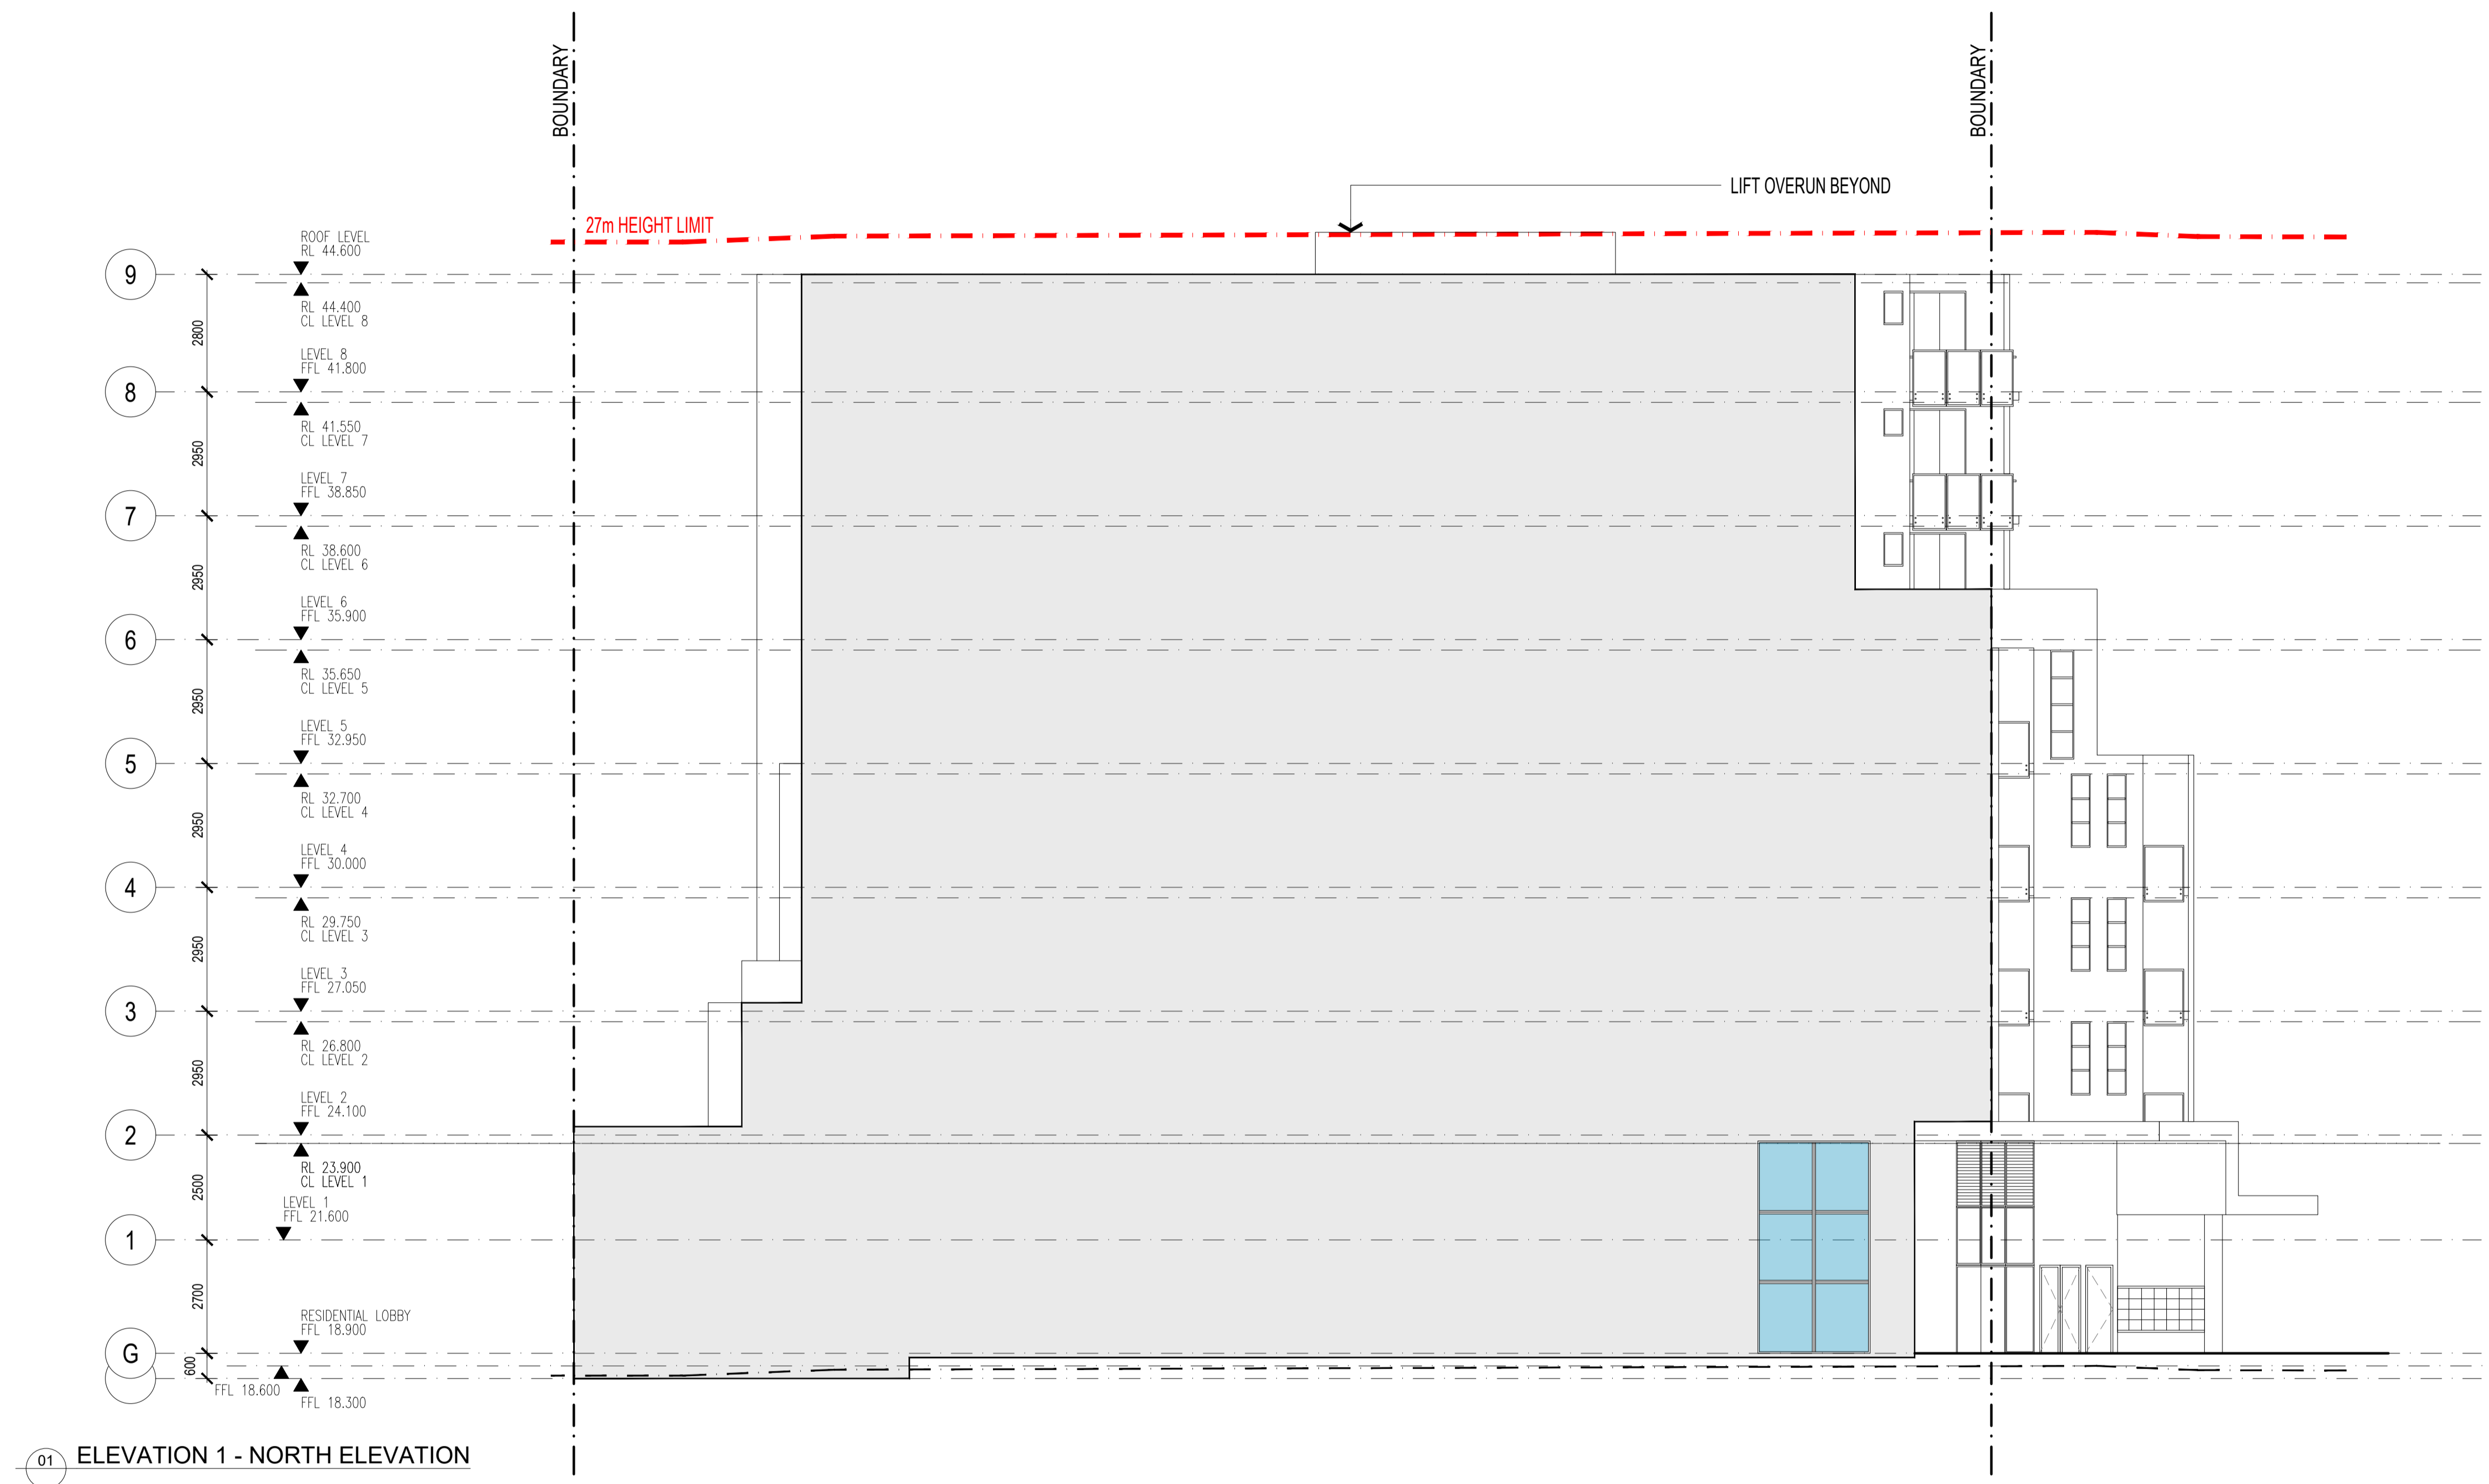 BOUNDARY
BOUNDARY
LIFT OVERUN BEYOND
27m HEIGHT LIMIT
ROOF LEVEL
RL 44.600
9
RL 44.400
CL LEVEL 8
2800
LEVEL 8
FFL 41.800
8
RL 41.550
CL LEVEL 7
2950
LEVEL 7
FFL 38.850
7
RL 38.600
CL LEVEL 6
2950
LEVEL 6
FFL 35.900
6
RL 35.650
CL LEVEL 5
2950
LEVEL 5
FFL 32.950
5
RL 32.700
CL LEVEL 4
2950
LEVEL 4
FFL 30.000
4
RL 29.750
CL LEVEL 3
2950
LEVEL 3
FFL 27.050
3
RL 26.800
CL LEVEL 2
2950
LEVEL 2
FFL 24.100
2
RL 23.900
CL LEVEL 1
2500
LEVEL 1
FFL 21.600
1
2700
RESIDENTIAL LOBBY
FFL 18.900
G
600
FFL 18.600
FFL 18.300
01 ELEVATION 1 - NORTH ELEVATION